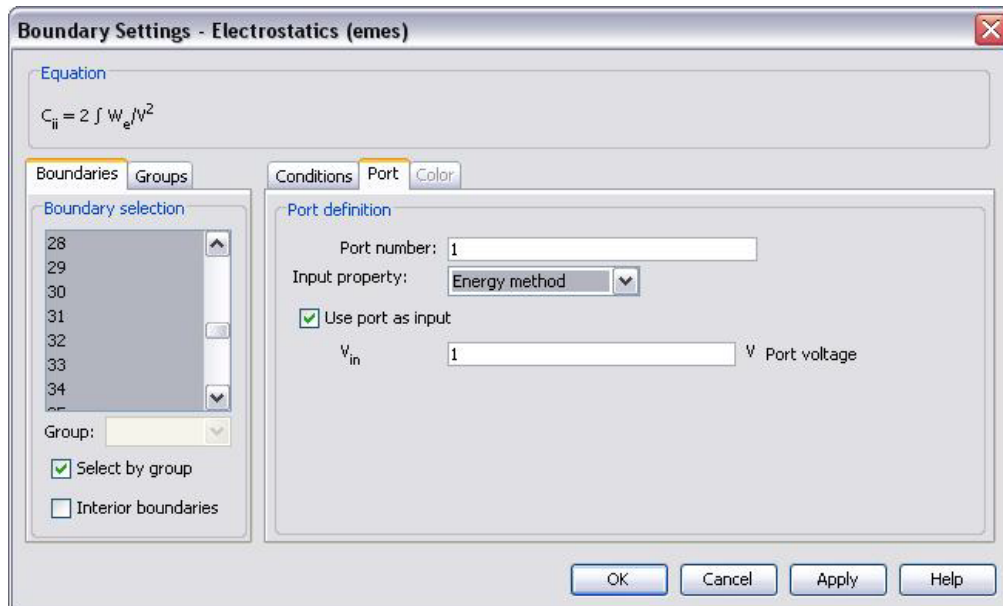 Boundary Settings - Electrostatics (emes)
Equation
C_ii = 2 ∫ W_e/V²
Boundaries Groups
Boundary selection
28
29
30
31
32
33
34
Group:
Select by group
Interior boundaries
Conditions Port Color
Port definition
Port number: 1
Input property: Energy method
Use port as input
V_in 1 V Port voltage
OK Cancel Apply Help